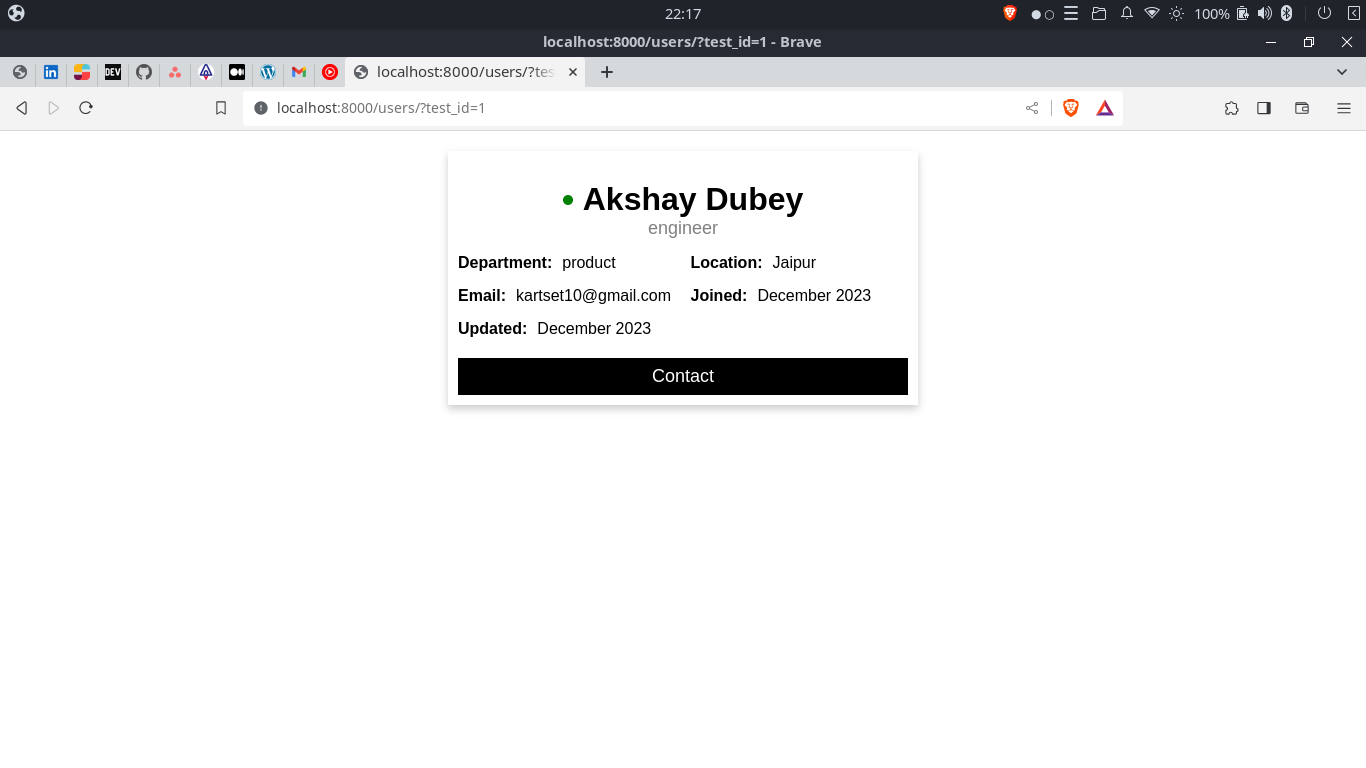 22:17
100%
localhost:8000/users/?test_id=1 - Brave
in
DEV
localhost:8000/users/?tes
localhost:8000/users/?test_id=1
Akshay Dubey
engineer
Department: product Location: Jaipur
Email: kartset10@gmail.com Joined: December 2023
Updated: December 2023
Contact